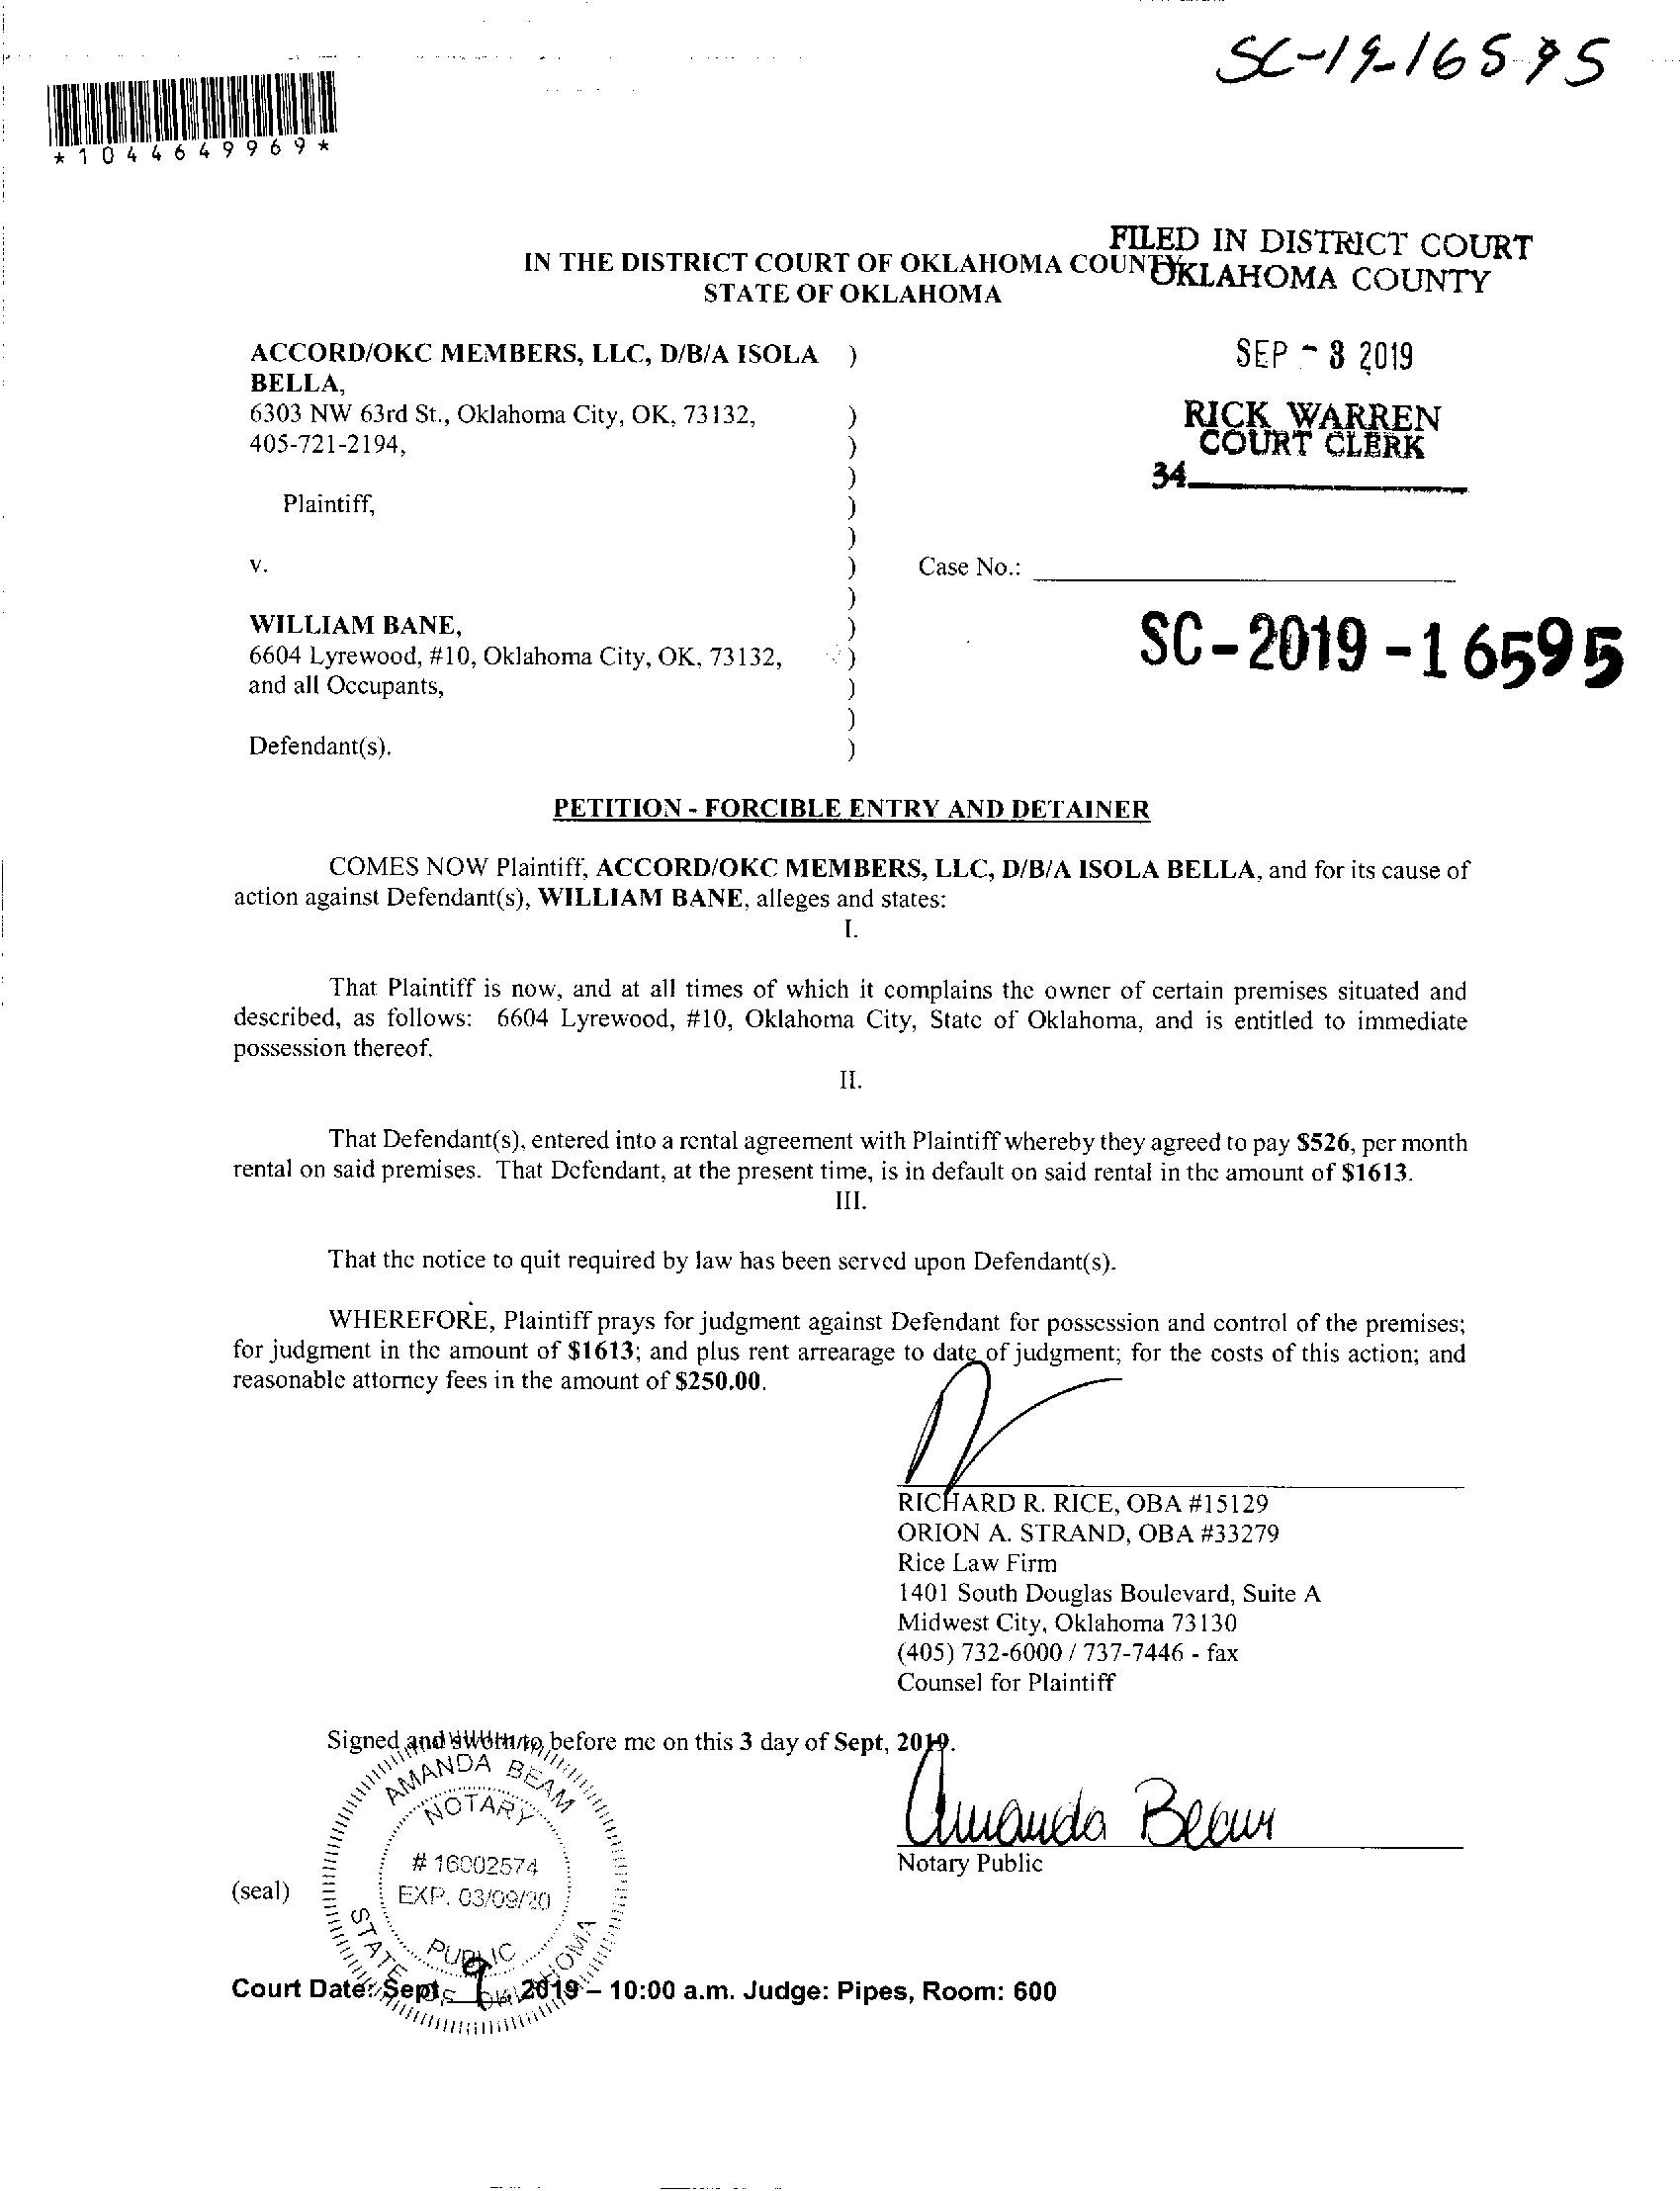 SC-19-16595
*1044649969*
FILED IN DISTRICT COURT
OKLAHOMA COUNTY
IN THE DISTRICT COURT OF OKLAHOMA COUNTY
STATE OF OKLAHOMA
ACCORD/OKC MEMBERS, LLC, D/B/A ISOLA )
BELLA,
6303 NW 63rd St., Oklahoma City, OK, 73132, )
405-721-2194, )
)
Plaintiff, )
)
v. )
)
WILLIAM BANE, )
6604 Lyrewood, #10, Oklahoma City, OK, 73132, )
and all Occupants, )
)
Defendant(s). )
SEP - 3 2019
RICK WARREN
COURT CLERK
34
Case No.:
SC-2019-16595
PETITION - FORCIBLE ENTRY AND DETAINER
COMES NOW Plaintiff, ACCORD/OKC MEMBERS, LLC, D/B/A ISOLA BELLA, and for its cause of
action against Defendant(s), WILLIAM BANE, alleges and states:
I.
That Plaintiff is now, and at all times of which it complains the owner of certain premises situated and
described, as follows: 6604 Lyrewood, #10, Oklahoma City, State of Oklahoma, and is entitled to immediate
possession thereof.
II.
That Defendant(s), entered into a rental agreement with Plaintiff whereby they agreed to pay $526, per month
rental on said premises. That Defendant, at the present time, is in default on said rental in the amount of $1613.
III.
That the notice to quit required by law has been served upon Defendant(s).
WHEREFORE, Plaintiff prays for judgment against Defendant for possession and control of the premises;
for judgment in the amount of $1613; and plus rent arrearage to date of judgment; for the costs of this action; and
reasonable attorney fees in the amount of $250.00.
RICHARD R. RICE, OBA #15129
ORION A. STRAND, OBA #33279
Rice Law Firm
1401 South Douglas Boulevard, Suite A
Midwest City, Oklahoma 73130
(405) 732-6000 / 737-7446 - fax
Counsel for Plaintiff
Signed and sworn to before me on this 3 day of Sept, 2019.
Amanda Beam
Notary Public
(seal)
AMANDA BEAM
NOTARY
# 16002574
EXP. 03/09/20
PUBLIC
STATE OF OKLAHOMA
Court Date: Sept. 9, 2019 – 10:00 a.m. Judge: Pipes, Room: 600